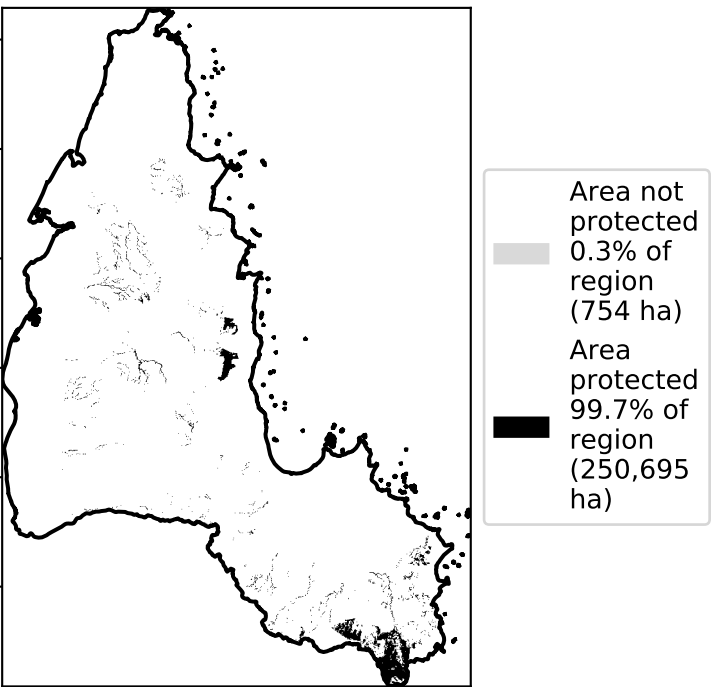 Area not
protected
0.3% of
region
(754 ha)
Area
protected
99.7% of
region
(250,695
ha)